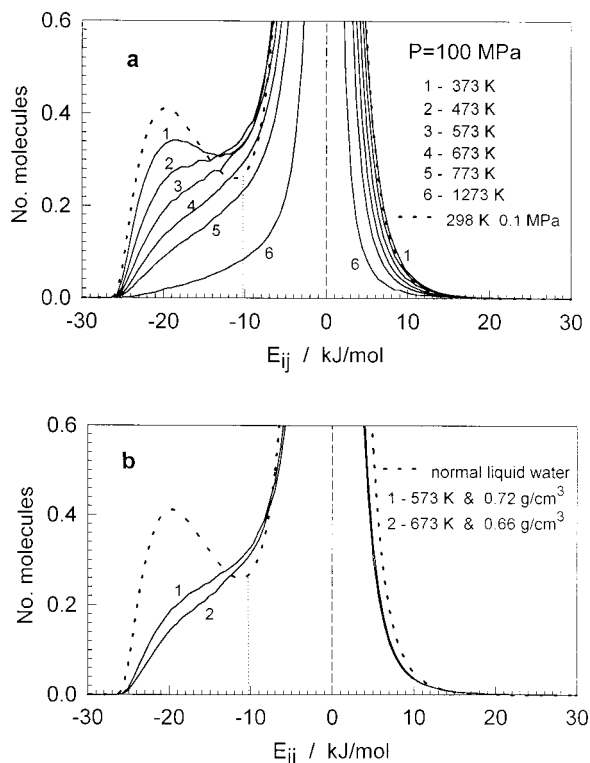 0.6
a
P=100 MPa
1 - 373 K
2 - 473 K
3 - 573 K
4 - 673 K
5 - 773 K
6 - 1273 K
298 K 0.1 MPa
No. molecules
0.4
0.2
0.0
1
2
3
4
5
6
6
1
-30 -20 -10 0 10 20 30
Eij / kJ/mol
0.6
b
normal liquid water
1 - 573 K & 0.72 g/cm³
2 - 673 K & 0.66 g/cm³
No. molecules
0.4
0.2
0.0
1
2
-30 -20 -10 0 10 20 30
Eij / kJ/mol